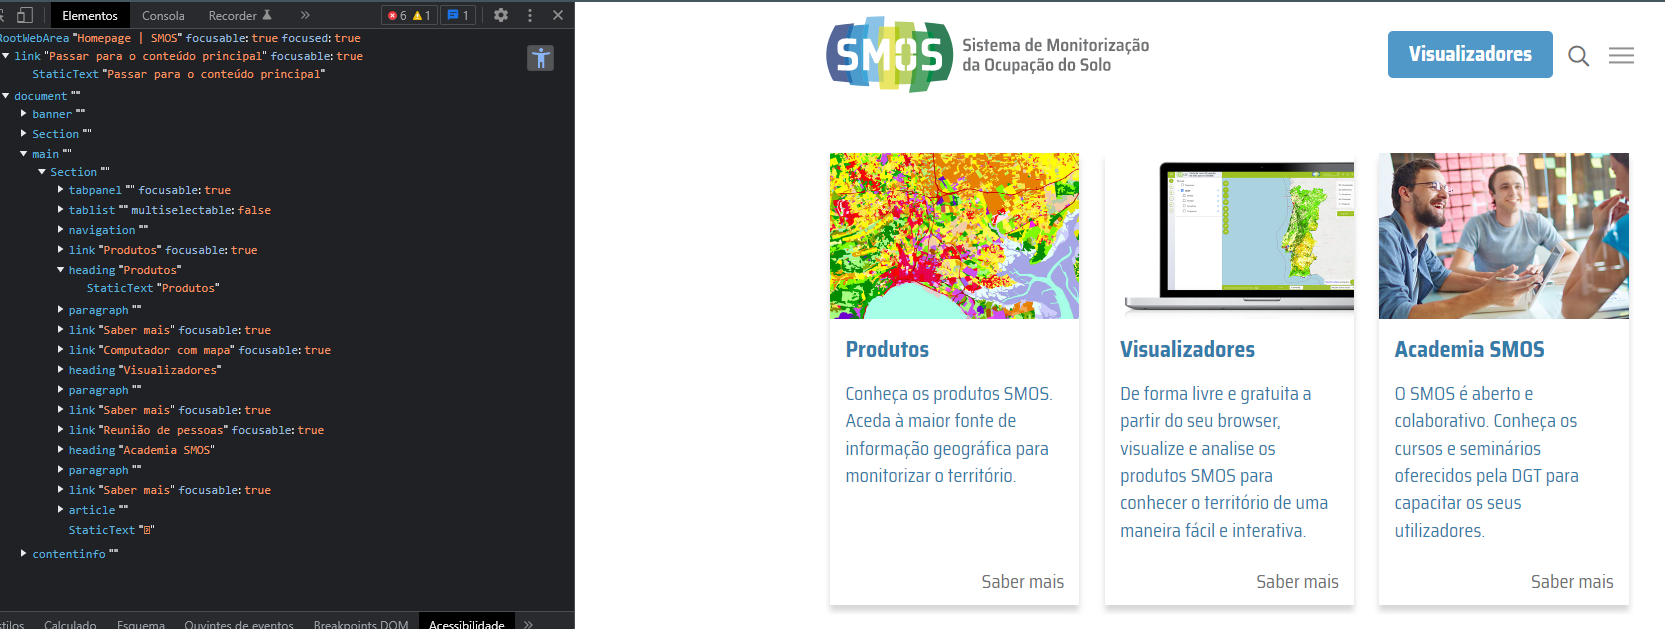 Elementos Consola Recorder 6 1 1
RootWebArea "Homepage | SMOS" focusable: true focused: true
link "Passar para o conteúdo principal" focusable: true
StaticText "Passar para o conteúdo principal"
document ""
banner ""
Section ""
main ""
Section ""
tabpanel "" focusable: true
tablist "" multiselectable: false
navigation ""
link "Produtos" focusable: true
heading "Produtos"
StaticText "Produtos"
paragraph ""
link "Saber mais" focusable: true
link "Computador com mapa" focusable: true
heading "Visualizadores"
paragraph ""
link "Saber mais" focusable: true
link "Reunião de pessoas" focusable: true
heading "Academia SMOS"
paragraph ""
link "Saber mais" focusable: true
article ""
StaticText ""
contentinfo ""
Estilos Calculado Esquema Ouvintes de eventos Breakpoints DOM Acessibilidade
SMOS
Sistema de Monitorização
da Ocupação do Solo
Visualizadores
Produtos
Conheça os produtos SMOS.
Aceda à maior fonte de
informação geográfica para
monitorizar o território.
Saber mais
Visualizadores
De forma livre e gratuita a
partir do seu browser,
visualize e analise os
produtos SMOS para
conhecer o território de uma
maneira fácil e interativa.
Saber mais
Academia SMOS
O SMOS é aberto e
colaborativo. Conheça os
cursos e seminários
oferecidos pela DGT para
capacitar os seus
utilizadores.
Saber mais